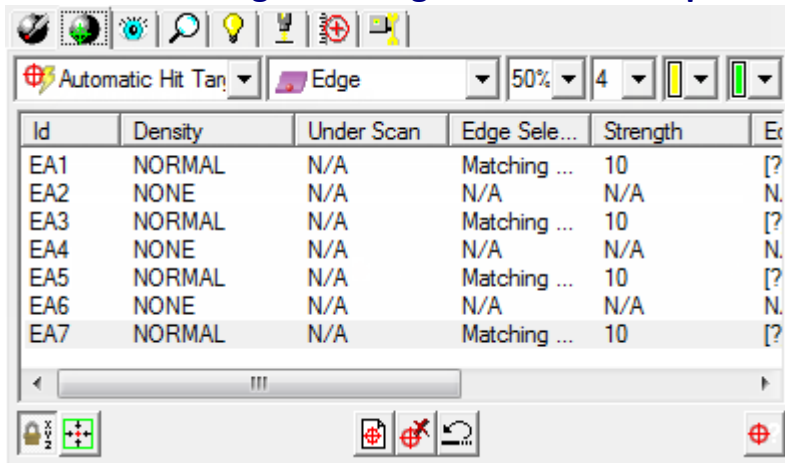 Automatic Hit Tar Edge 50% 4
Id Density Under Scan Edge Sele... Strength
EA1 NORMAL N/A Matching ... 10 [?
EA2 NONE N/A N/A N/A N.
EA3 NORMAL N/A Matching ... 10 [?
EA4 NONE N/A N/A N/A N.
EA5 NORMAL N/A Matching ... 10 [?
EA6 NONE N/A N/A N/A N.
EA7 NORMAL N/A Matching ... 10 [?